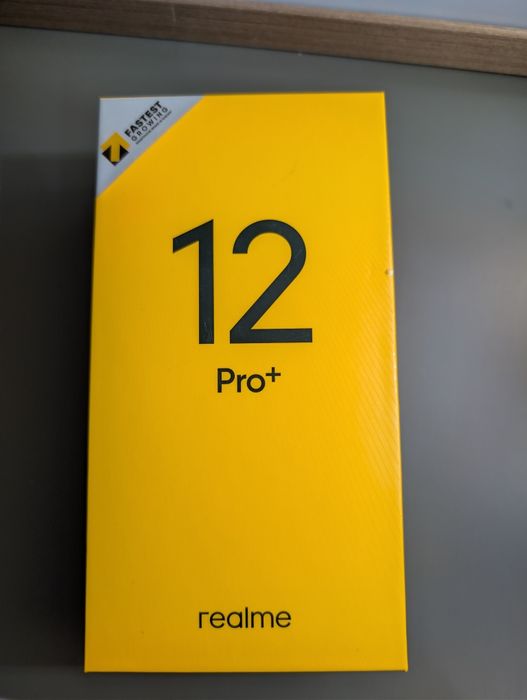 FASTEST
GROWING
12
Pro+
realme